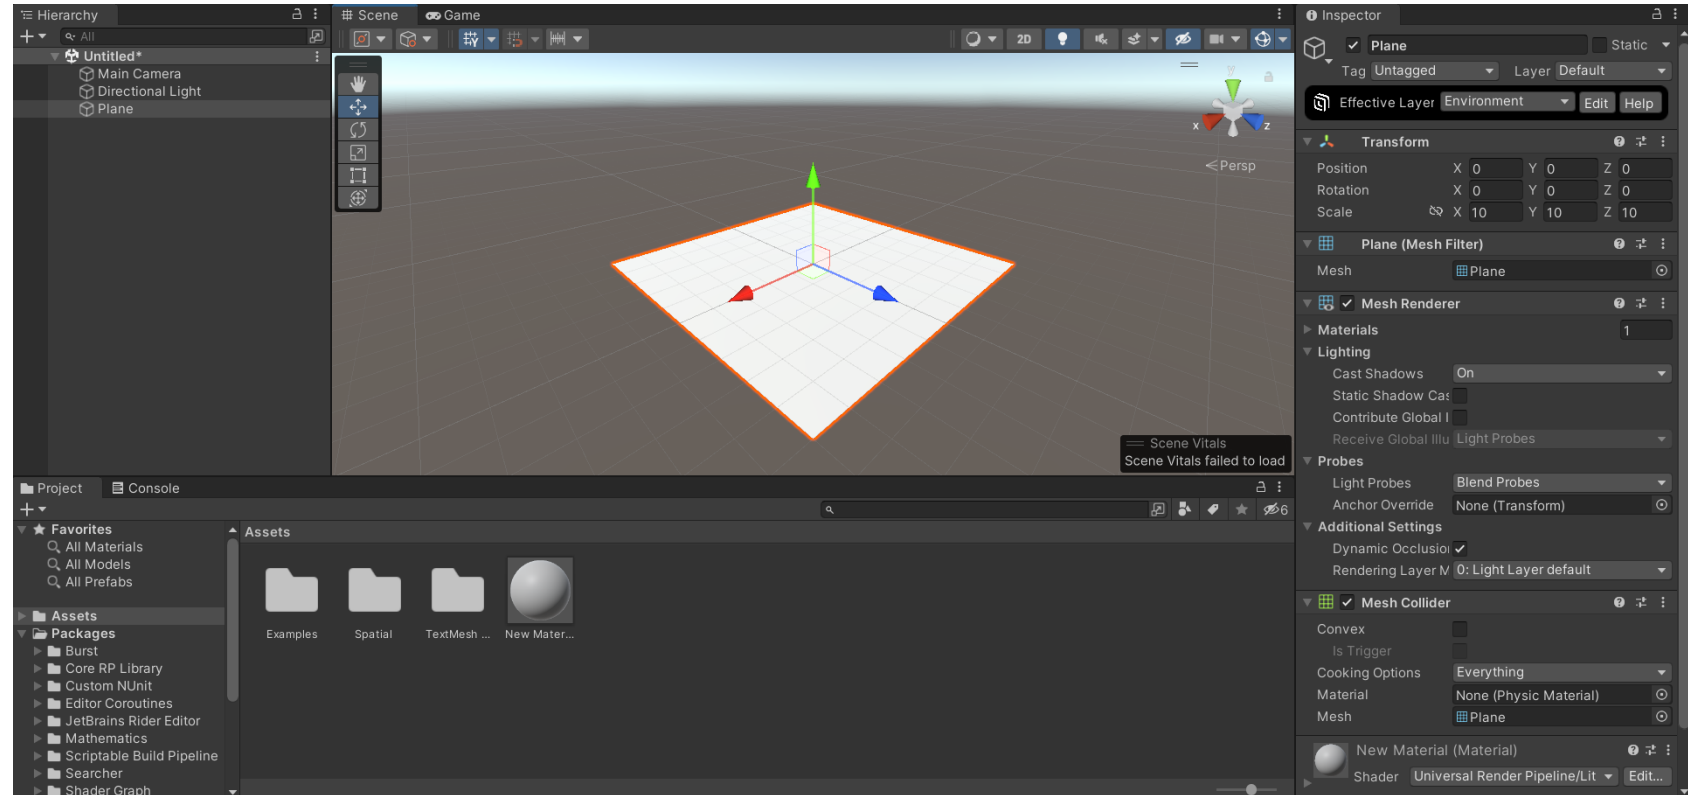 Hierarchy
All
Untitled*
Main Camera
Directional Light
Plane
Scene
Game
2D
y
x
z
Persp
Scene Vitals
Scene Vitals failed to load
Project
Console
6
Favorites
All Materials
All Models
All Prefabs
Assets
Packages
Burst
Core RP Library
Custom NUnit
Editor Coroutines
JetBrains Rider Editor
Mathematics
Scriptable Build Pipeline
Searcher
Shader Graph
Assets
Examples
Spatial
TextMesh ...
New Mater...
Inspector
Plane
Static
Tag Untagged Layer Default
Effective Layer Environment Edit Help
Transform
Position X 0 Y 0 Z 0
Rotation X 0 Y 0 Z 0
Scale X 10 Y 10 Z 10
Plane (Mesh Filter)
Mesh Plane
Mesh Renderer
Materials 1
Lighting
Cast Shadows On
Static Shadow Cas
Contribute Global I
Receive Global Illu Light Probes
Probes
Light Probes Blend Probes
Anchor Override None (Transform)
Additional Settings
Dynamic Occlusion
Rendering Layer M 0: Light Layer default
Mesh Collider
Convex
Is Trigger
Cooking Options Everything
Material None (Physic Material)
Mesh Plane
New Material (Material)
Shader Universal Render Pipeline/Lit Edit...